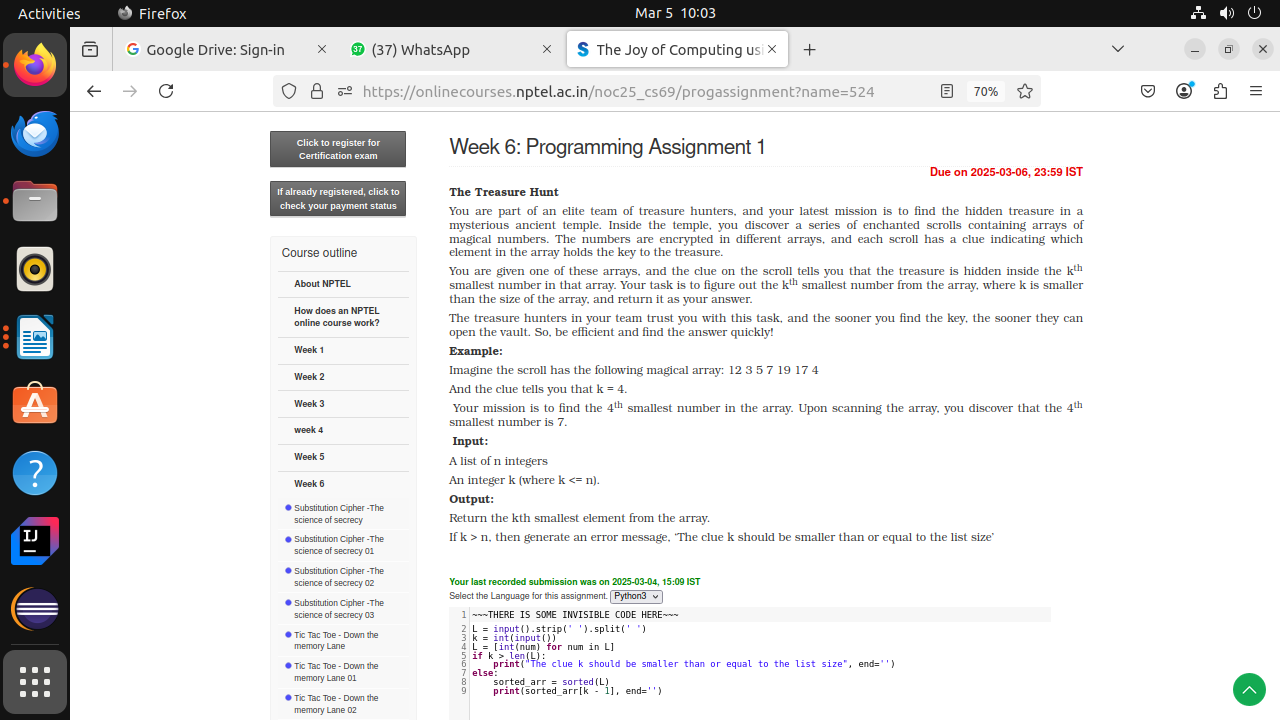 Activities
Firefox
Mar 5 10:03
Google Drive: Sign-in
37
(37) WhatsApp
The Joy of Computing usi
https://onlinecourses.nptel.ac.in/noc25_cs69/progassignment?name=524
70%
Click to register for
Certification exam
If already registered, click to
check your payment status
Course outline
About NPTEL
How does an NPTEL
online course work?
Week 1
Week 2
Week 3
week 4
Week 5
Week 6
Substitution Cipher -The
science of secrecy
Substitution Cipher -The
science of secrecy 01
Substitution Cipher -The
science of secrecy 02
Substitution Cipher -The
science of secrecy 03
Tic Tac Toe - Down the
memory Lane
Tic Tac Toe - Down the
memory Lane 01
Tic Tac Toe - Down the
memory Lane 02
Week 6: Programming Assignment 1
Due on 2025-03-06, 23:59 IST
The Treasure Hunt
You are part of an elite team of treasure hunters, and your latest mission is to find the hidden treasure in a
mysterious ancient temple. Inside the temple, you discover a series of enchanted scrolls containing arrays of
magical numbers. The numbers are encrypted in different arrays, and each scroll has a clue indicating which
element in the array holds the key to the treasure.
You are given one of these arrays, and the clue on the scroll tells you that the treasure is hidden inside the kth
smallest number in that array. Your task is to figure out the kth smallest number from the array, where k is smaller
than the size of the array, and return it as your answer.
The treasure hunters in your team trust you with this task, and the sooner you find the key, the sooner they can
open the vault. So, be efficient and find the answer quickly!
Example:
Imagine the scroll has the following magical array: 12 3 5 7 19 17 4
And the clue tells you that k = 4.
Your mission is to find the 4th smallest number in the array. Upon scanning the array, you discover that the 4th
smallest number is 7.
Input:
A list of n integers
An integer k (where k <= n).
Output:
Return the kth smallest element from the array.
If k > n, then generate an error message, 'The clue k should be smaller than or equal to the list size'
Your last recorded submission was on 2025-03-04, 15:09 IST
Select the Language for this assignment. Python3
1 ~~~THERE IS SOME INVISIBLE CODE HERE~~~
2 L = input().strip(' ').split(' ')
3 k = int(input())
4 L = [int(num) for num in L]
5 if k > len(L):
6     print("The clue k should be smaller than or equal to the list size", end='')
7 else:
8     sorted_arr = sorted(L)
9     print(sorted_arr[k - 1], end='')